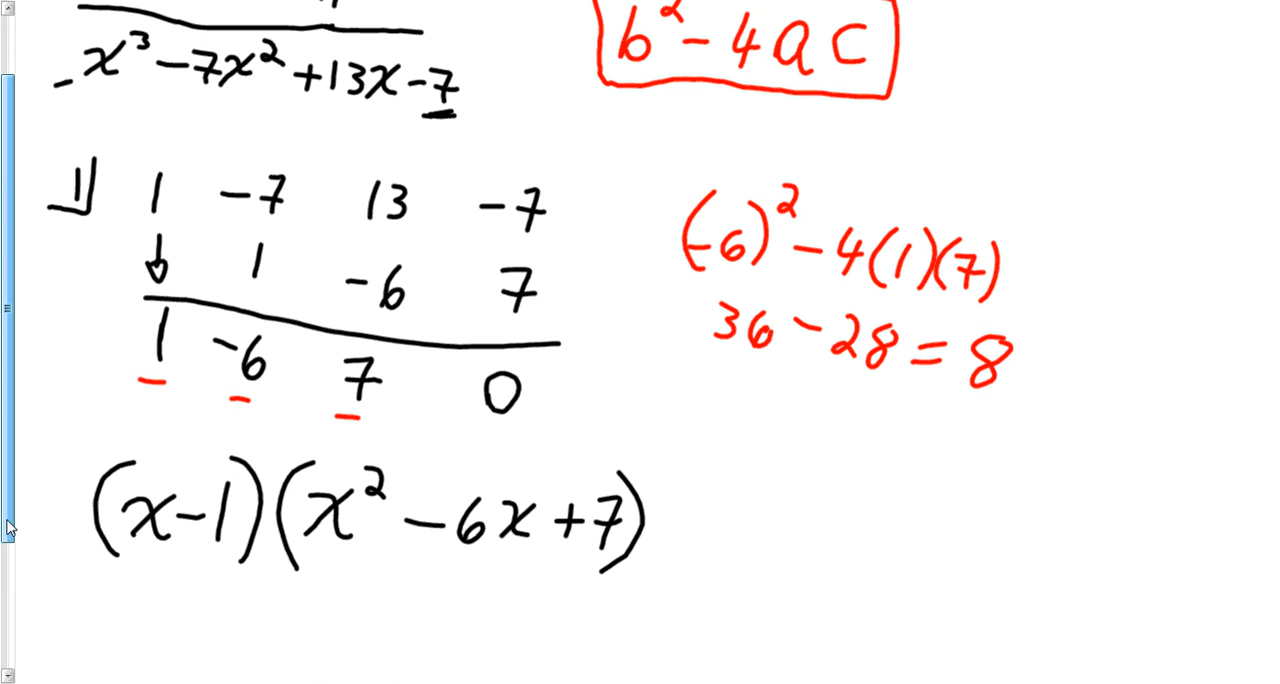 x³ – 7x² + 13x – 7
b² – 4ac
1 1 –7 13 –7
1 –6 7
1 –6 7 0
(–6)² – 4(1)(7)
36 – 28 = 8
(x – 1)(x² – 6x + 7)